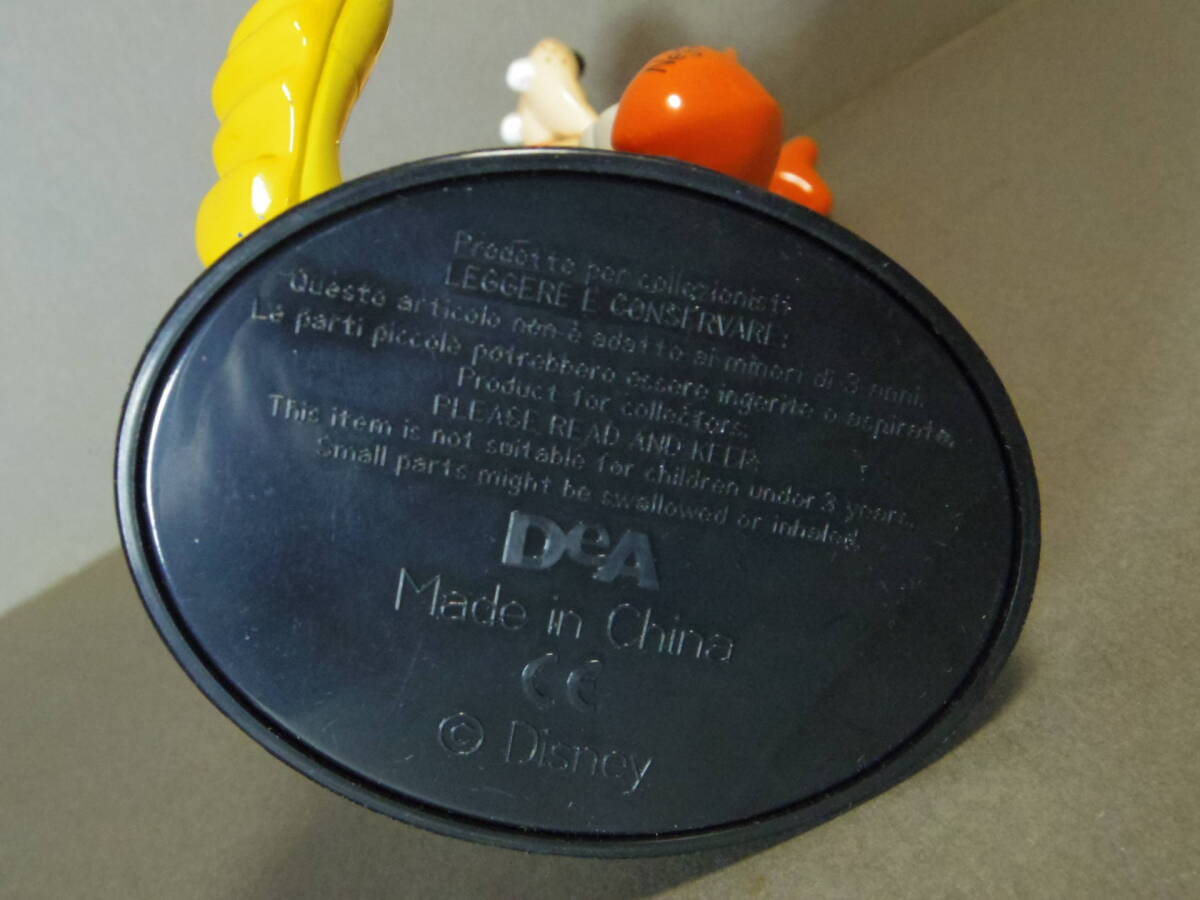 Prodotto per collezionisti:
LEGGERE E CONSERVARE:
Questo articolo non è adatto ai minori di 3 anni.
Le parti piccole potrebbero essere ingerite o aspirate.
Product for collectors.
PLEASE READ AND KEEP:
This item is not suitable for children under 3 years.
Small parts might be swallowed or inhaled.
DeA
Made in China
CE
© Disney